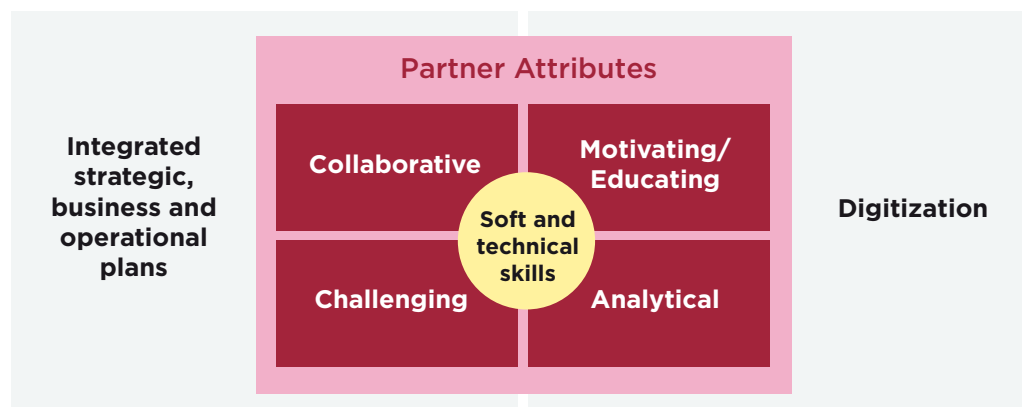 Partner Attributes
Integrated
strategic,
business and
operational
plans
Collaborative
Motivating/
Educating
Soft and
technical
skills
Challenging
Analytical
Digitization